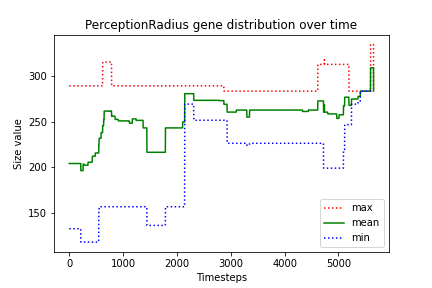 PerceptionRadius gene distribution over time
Size value
300
250
200
150
0
1000
2000
3000
4000
5000
Timesteps
max
mean
min